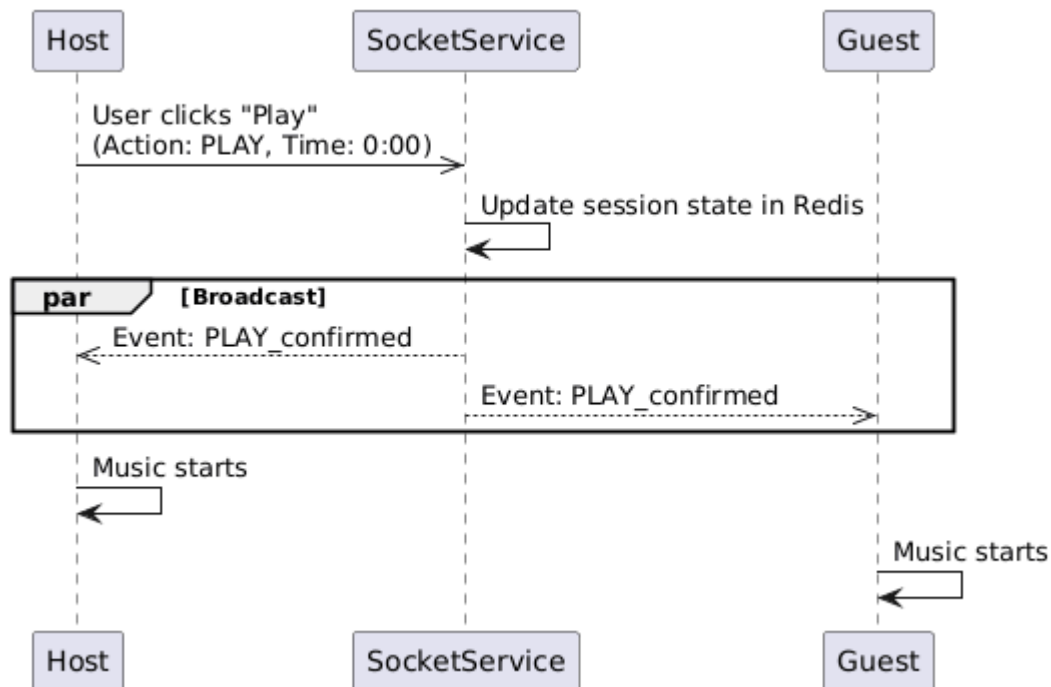 Host
SocketService
Guest
User clicks "Play"
(Action: PLAY, Time: 0:00)
Update session state in Redis
par
[Broadcast]
Event: PLAY_confirmed
Event: PLAY_confirmed
Music starts
Music starts
Host
SocketService
Guest